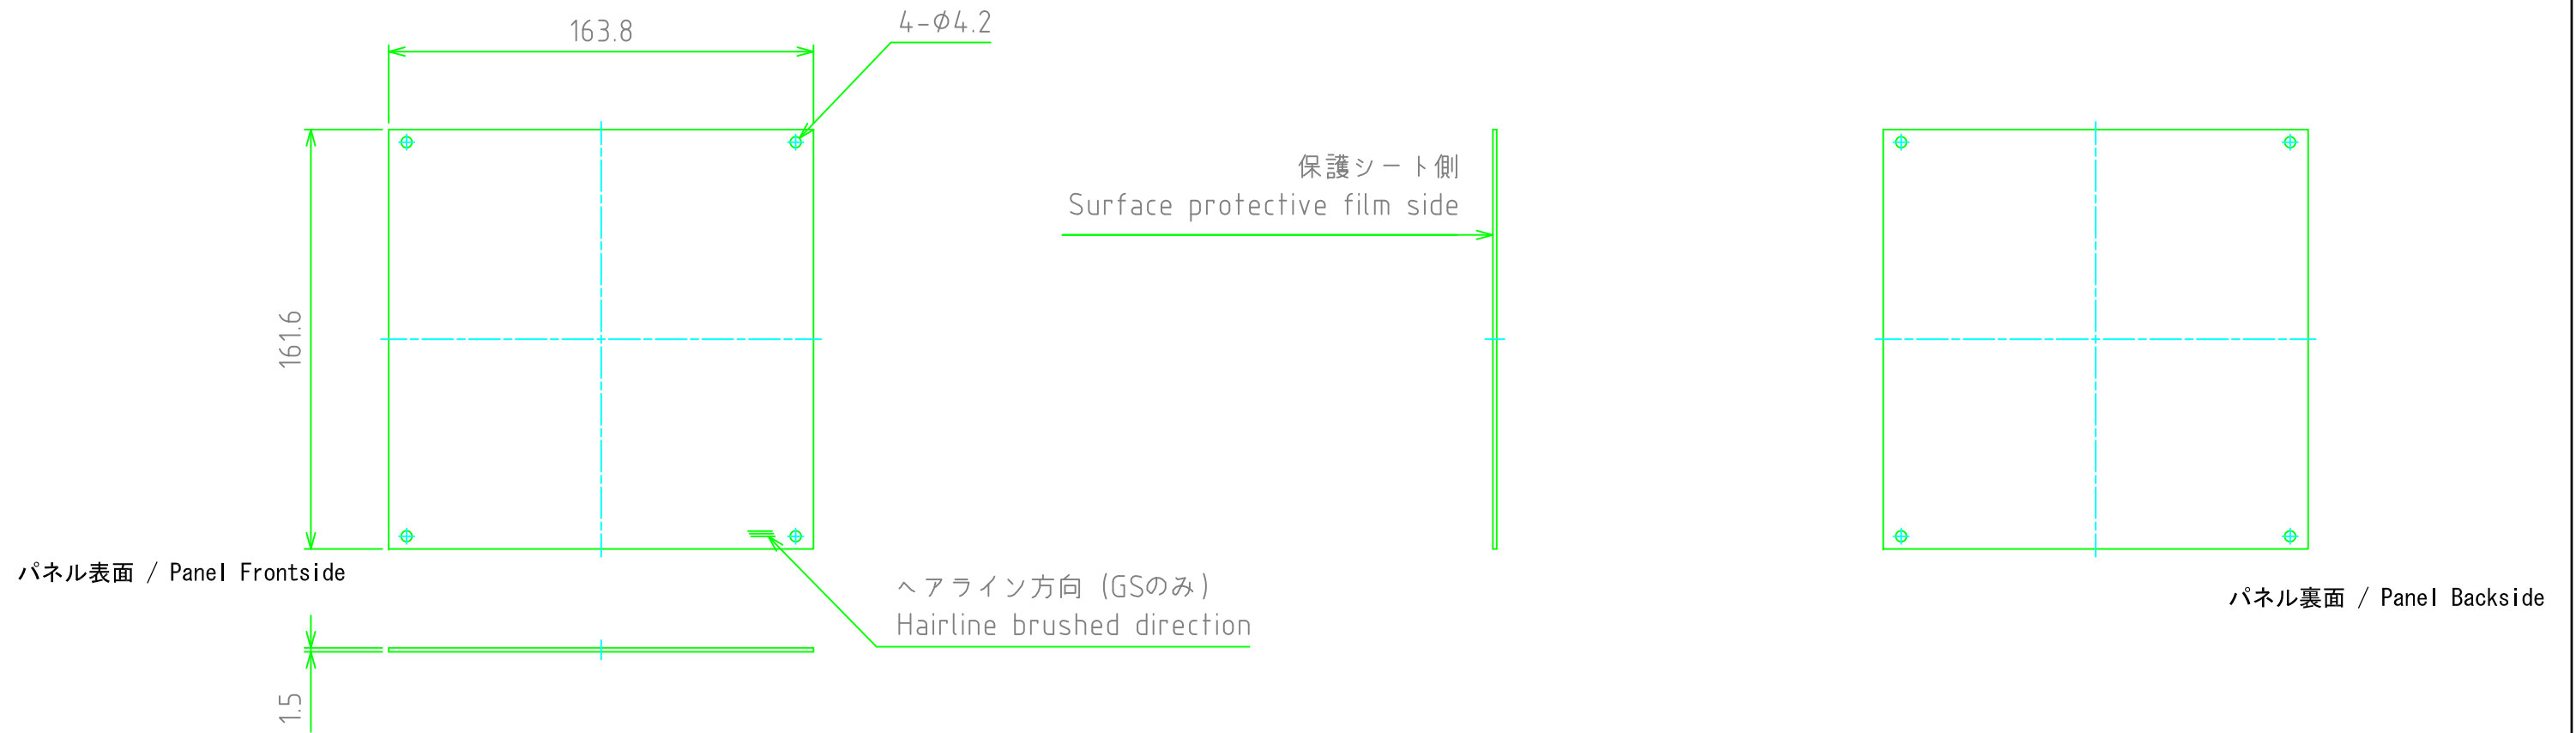 163.8
4-Ø4.2
161.6
保護シート側
Surface protective film side
パネル表面 / Panel Frontside
ヘアライン方向 (GSのみ)
Hairline brushed direction
パネル裏面 / Panel Backside
1.5